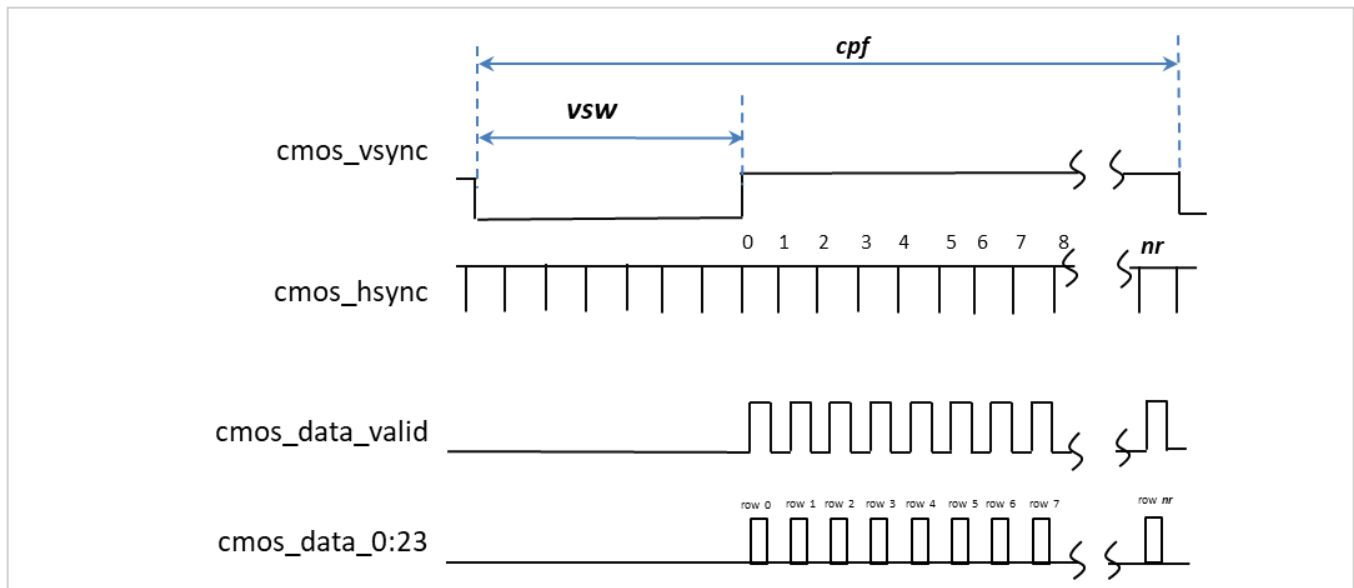 cpf
vsw
cmos_vsync
0 1 2 3 4 5 6 7 8 nr
cmos_hsync
cmos_data_valid
row 0 row 1 row 2 row 3 row 4 row 5 row 6 row 7 row nr
cmos_data_0:23